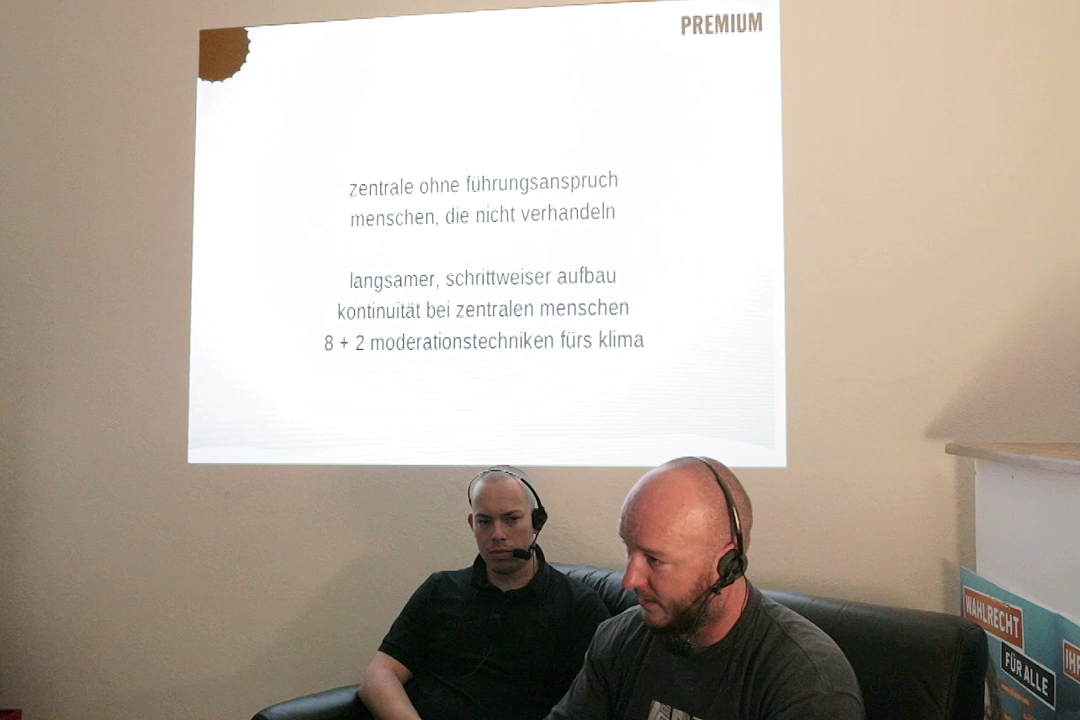 PREMIUM
zentrale ohne führungsanspruch
menschen, die nicht verhandeln
langsamer, schrittweiser aufbau
kontinuität bei zentralen menschen
8 + 2 moderationstechniken fürs klima
WAHLRECHT
FÜR ALLE